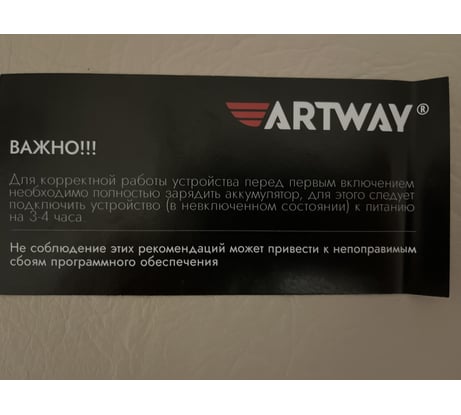 ARTWAY®
ВАЖНО!!!
Для корректной работы устройства перед первым включением
необходимо полностью зарядить аккумулятор, для этого следует
подключить устройство (в невключенном состоянии) к питанию
на 3-4 часа.
Не соблюдение этих рекомендаций может привести к непоправимым
сбоям программного обеспечения